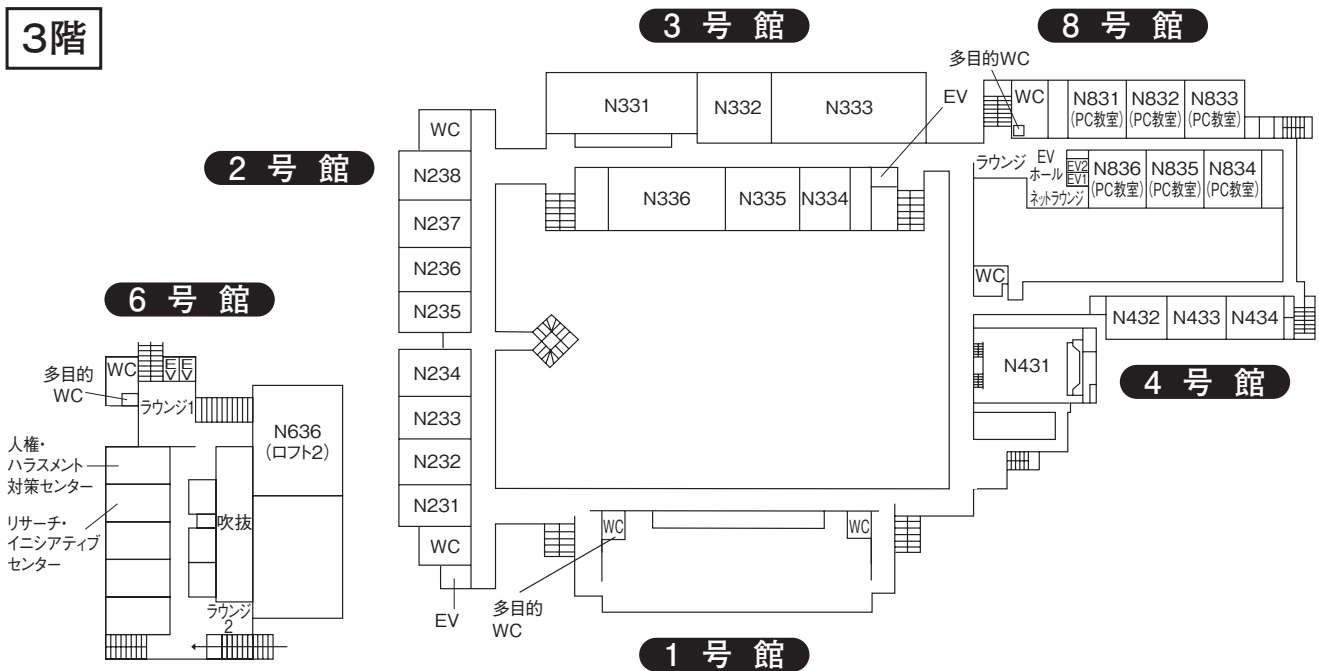 3階
3 号 館
8 号 館
2 号 館
6 号 館
4 号 館
1 号 館
N331
N332
N333
EV
N336
N335
N334
多目的WC
WC
N831
(PC教室)
N832
(PC教室)
N833
(PC教室)
ラウンジ
EV
ホール
EV2
EV1
ネットラウンジ
N836
(PC教室)
N835
(PC教室)
N834
(PC教室)
WC
N238
N237
N236
N235
N234
N233
N232
N231
WC
EV
WC
N432
N433
N434
N431
WC
多目的
WC
WC
WC
EV
EV
多目的
WC
ラウンジ1
N636
(ロフト2)
人権・
ハラスメント
対策センター
リサーチ・
イニシアティブ
センター
吹抜
ラウンジ
2